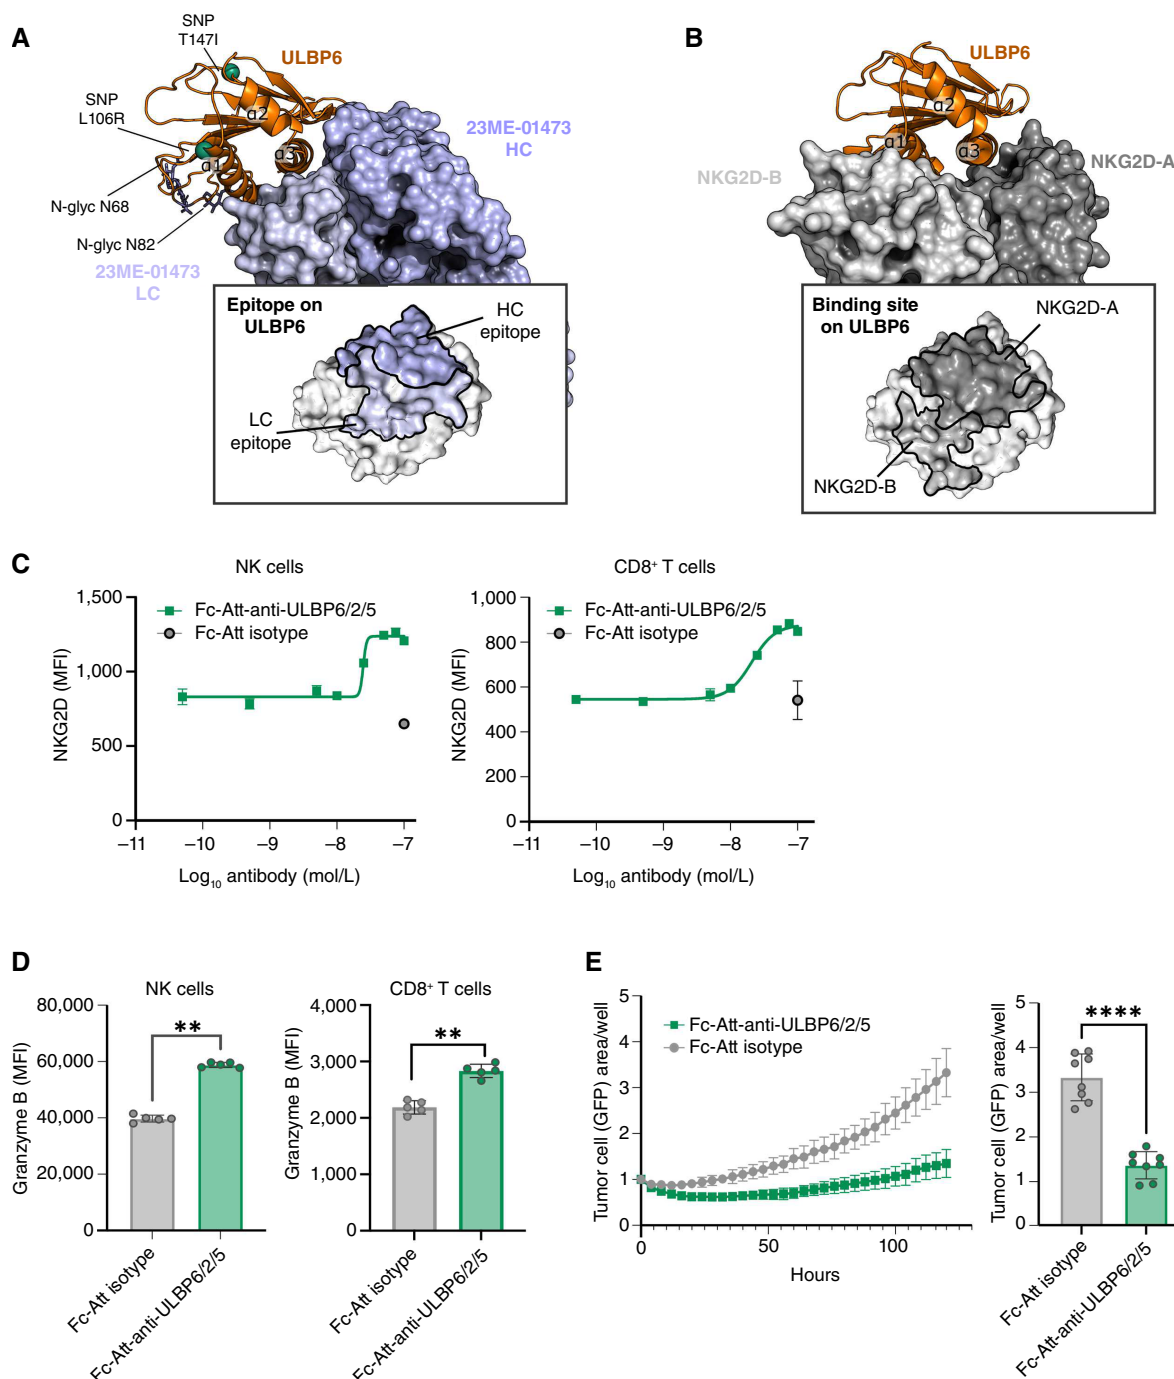 A
SNP
T147I
ULBP6
SNP
L106R
α2
α1
α3
23ME-01473
HC
N-glyc N68
N-glyc N82
23ME-01473
LC
Epitope on
ULBP6
HC
epitope
LC
epitope
B
ULBP6
α2
α1
α3
NKG2D-B
NKG2D-A
Binding site
on ULBP6
NKG2D-A
NKG2D-B
C
NK cells
NKG2D (MFI)
1,500
1,000
500
0
Fc-Att-anti-ULBP6/2/5
Fc-Att isotype
–11 –10 –9 –8 –7
Log10 antibody (mol/L)
CD8+ T cells
NKG2D (MFI)
1,000
800
600
400
200
0
Fc-Att-anti-ULBP6/2/5
Fc-Att isotype
–11 –10 –9 –8 –7
Log10 antibody (mol/L)
D
NK cells
Granzyme B (MFI)
80,000
60,000
40,000
20,000
0
**
Fc-Att isotype
Fc-Att-anti-ULBP6/2/5
CD8+ T cells
Granzyme B (MFI)
4,000
3,000
2,000
1,000
0
**
Fc-Att isotype
Fc-Att-anti-ULBP6/2/5
E
Tumor cell (GFP) area/well
5
4
3
2
1
0
Fc-Att-anti-ULBP6/2/5
Fc-Att isotype
0 50 100
Hours
Tumor cell (GFP) area/well
5
4
3
2
1
0
****
Fc-Att isotype
Fc-Att-anti-ULBP6/2/5